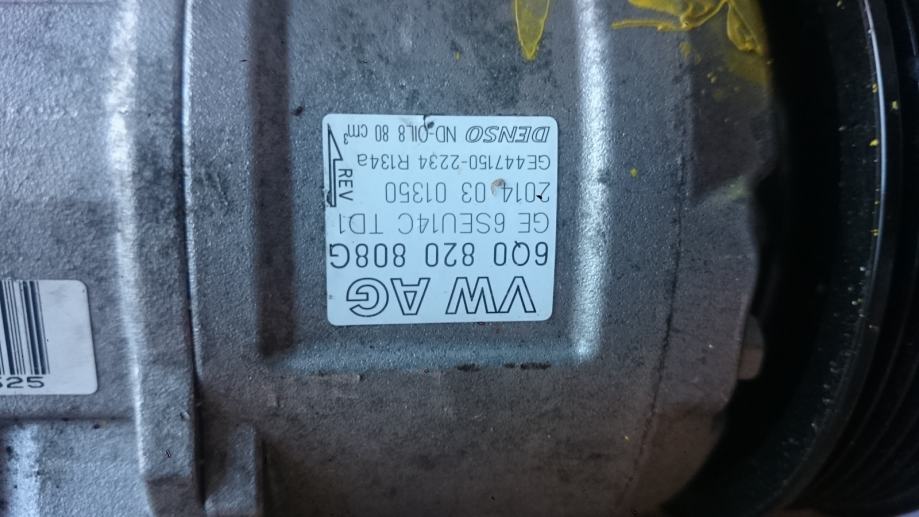 VW AG
6Q0 820 808G
GE 6SEU14C TD1
2014 03 01350
GE447150-2234 R134a
DENSO ND-OIL8 80 cm³
REV
525